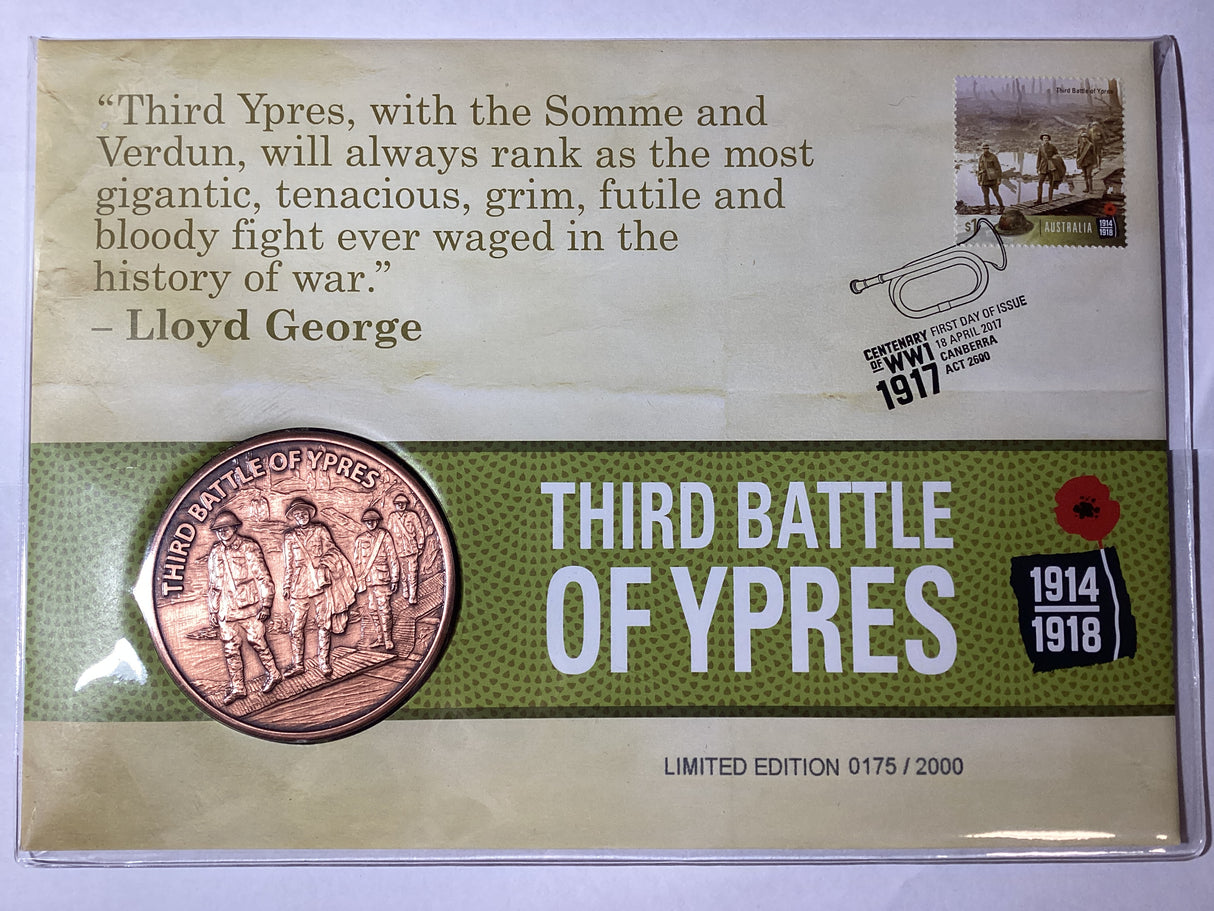 “Third Ypres, with the Somme and
Verdun, will always rank as the most
gigantic, tenacious, grim, futile and
bloody fight ever waged in the
history of war.”
– Lloyd George
Third Battle of Ypres
AUSTRALIA
1914
1918
CENTENARY
OF WW1
1917
FIRST DAY OF ISSUE
18 APRIL 2017
CANBERRA
ACT 2600
THIRD BATTLE OF YPRES
THIRD BATTLE
OF YPRES
1914
1918
LIMITED EDITION 0175 / 2000